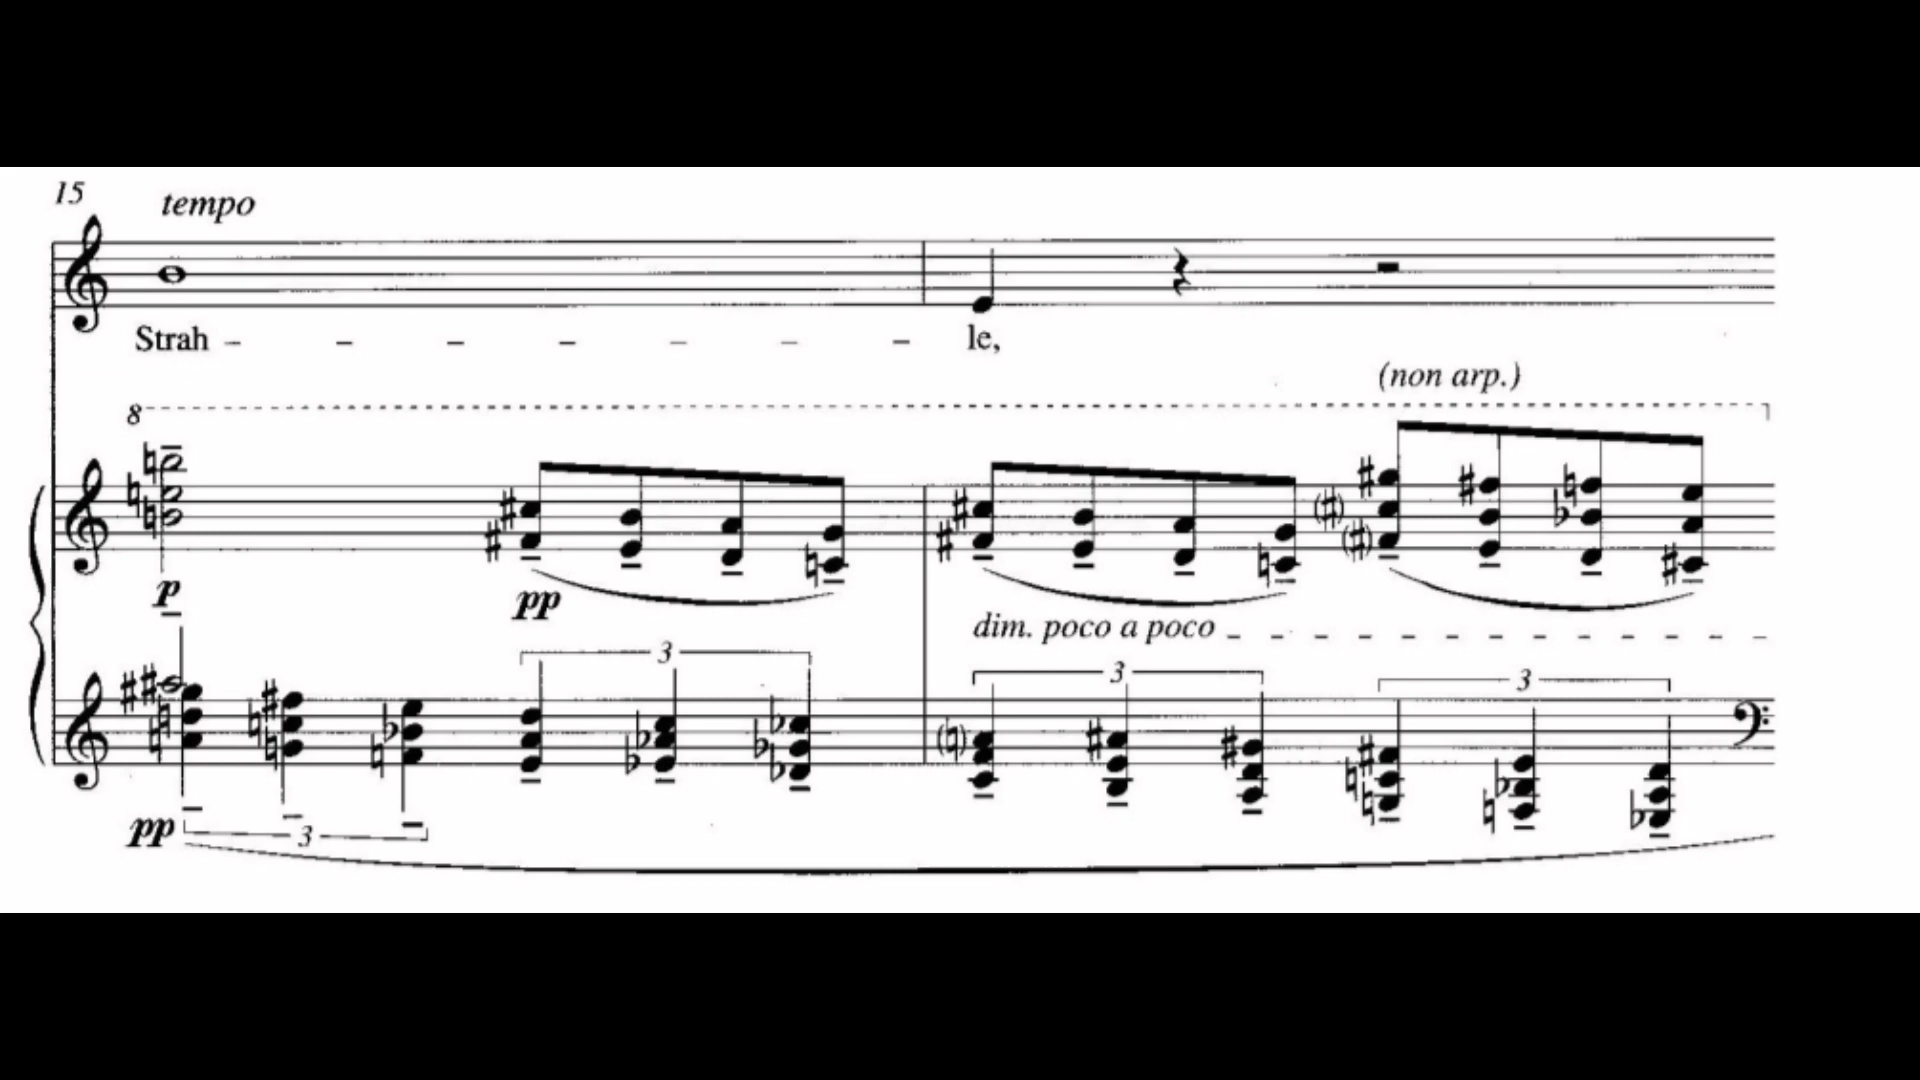 15
tempo
Strah - - - - - - - le,
(non arp.)
8
p
pp
dim. poco a poco
3
3
3
pp
3